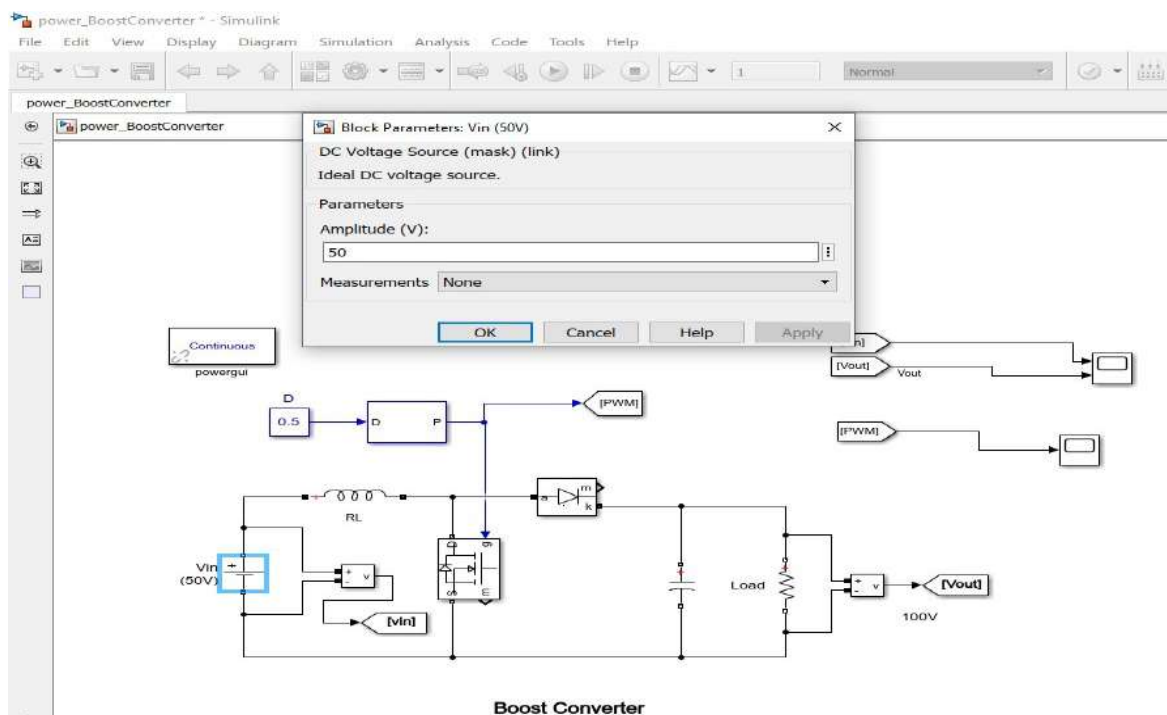 power_BoostConverter * - Simulink
File Edit View Display Diagram Simulation Analysis Code Tools Help
1
Normal
power_BoostConverter
power_BoostConverter
Block Parameters: Vin (50V)
DC Voltage Source (mask) (link)
Ideal DC voltage source.
Parameters
Amplitude (V):
50
Measurements None
OK Cancel Help Apply
Continuous
powergui
[Vout]
Vout
D
0.5
D P
[PWM]
[PWM]
RL
a m
k
g
D
S
m
Vin
(50V)
+
-
v
[vin]
Load
+
-
v
[Vout]
100V
Boost Converter